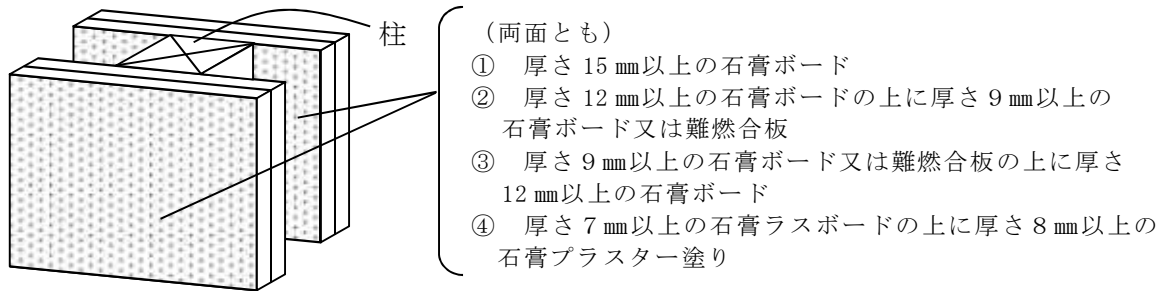 柱
（両面とも）
① 厚さ15㎜以上の石膏ボード
② 厚さ12㎜以上の石膏ボードの上に厚さ９㎜以上の
石膏ボード又は難燃合板
③ 厚さ９㎜以上の石膏ボード又は難燃合板の上に厚さ
12㎜以上の石膏ボード
④ 厚さ７㎜以上の石膏ラスボードの上に厚さ８㎜以上の
石膏プラスター塗り